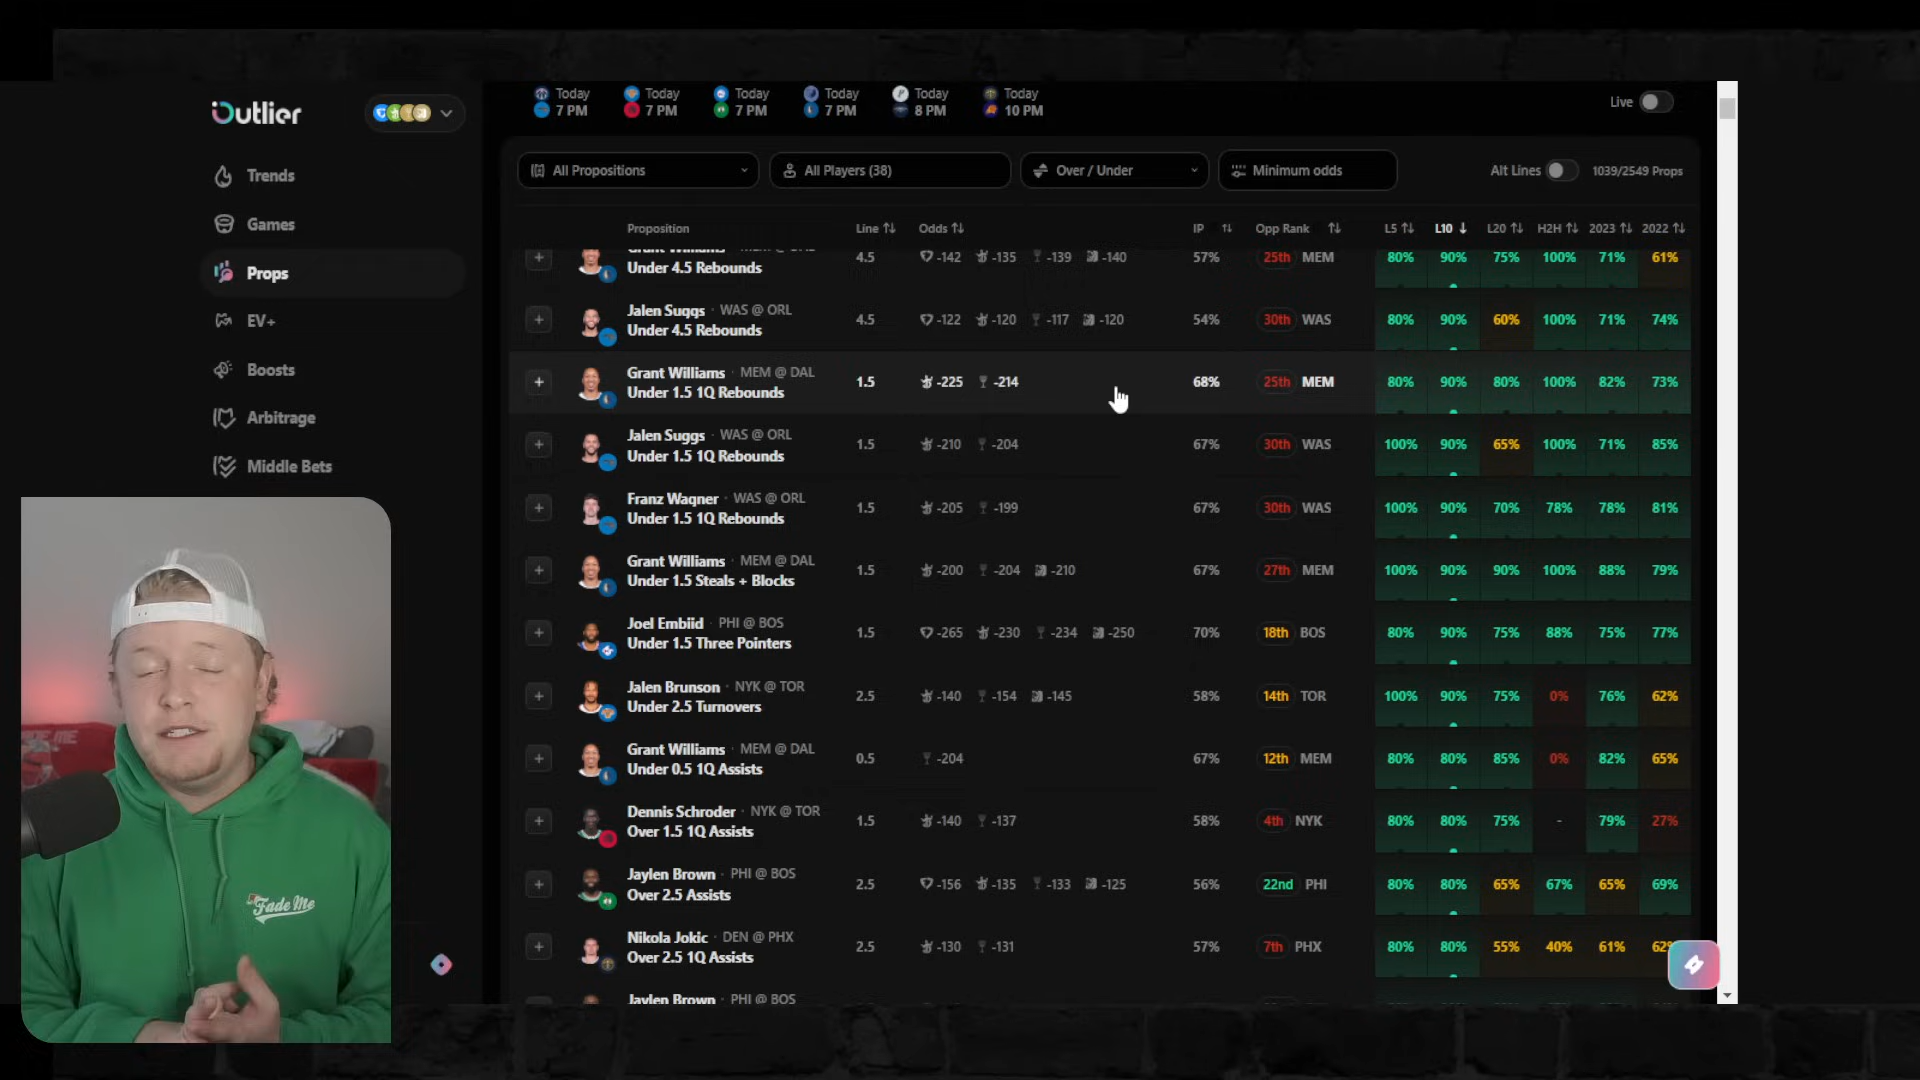 Outlier
Trends
Games
Props
EV+
Boosts
Arbitrage
Middle Bets
Today 7 PM
Today 7 PM
Today 7 PM
Today 7 PM
Today 8 PM
Today 10 PM
Live
All Propositions
All Players (38)
Over / Under
Minimum odds
Alt Lines
1039/2549 Props
Proposition Line Odds IP Opp Rank L5 L10 L20 H2H 2023 2022
Grant Williams
Under 4.5 Rebounds 4.5 -142 -135 -139 -140 57% 25th MEM 80% 90% 75% 100% 71% 61%
Jalen Suggs · WAS @ ORL
Under 4.5 Rebounds 4.5 -122 -120 -117 -120 54% 30th WAS 80% 90% 60% 100% 71% 74%
Grant Williams · MEM @ DAL
Under 1.5 1Q Rebounds 1.5 -225 -214 68% 25th MEM 80% 90% 80% 100% 82% 73%
Jalen Suggs · WAS @ ORL
Under 1.5 1Q Rebounds 1.5 -210 -204 67% 30th WAS 100% 90% 65% 100% 71% 85%
Franz Wagner · WAS @ ORL
Under 1.5 1Q Rebounds 1.5 -205 -199 67% 30th WAS 100% 90% 70% 78% 78% 81%
Grant Williams · MEM @ DAL
Under 1.5 Steals + Blocks 1.5 -200 -204 -210 67% 27th MEM 100% 90% 90% 100% 88% 79%
Joel Embiid · PHI @ BOS
Under 1.5 Three Pointers 1.5 -265 -230 -234 -250 70% 18th BOS 80% 90% 75% 88% 75% 77%
Jalen Brunson · NYK @ TOR
Under 2.5 Turnovers 2.5 -140 -154 -145 58% 14th TOR 100% 90% 75% 0% 76% 62%
Grant Williams · MEM @ DAL
Under 0.5 1Q Assists 0.5 -204 67% 12th MEM 80% 80% 85% 0% 82% 65%
Dennis Schroder · NYK @ TOR
Over 1.5 1Q Assists 1.5 -140 -137 58% 4th NYK 80% 80% 75% - 79% 27%
Jaylen Brown · PHI @ BOS
Over 2.5 Assists 2.5 -156 -135 -133 -125 56% 22nd PHI 80% 80% 65% 67% 65% 69%
Nikola Jokic · DEN @ PHX
Over 2.5 1Q Assists 2.5 -130 -131 57% 7th PHX 80% 80% 55% 40% 61% 62%
Jaylen Brown · PHI @ BOS
Fade Me